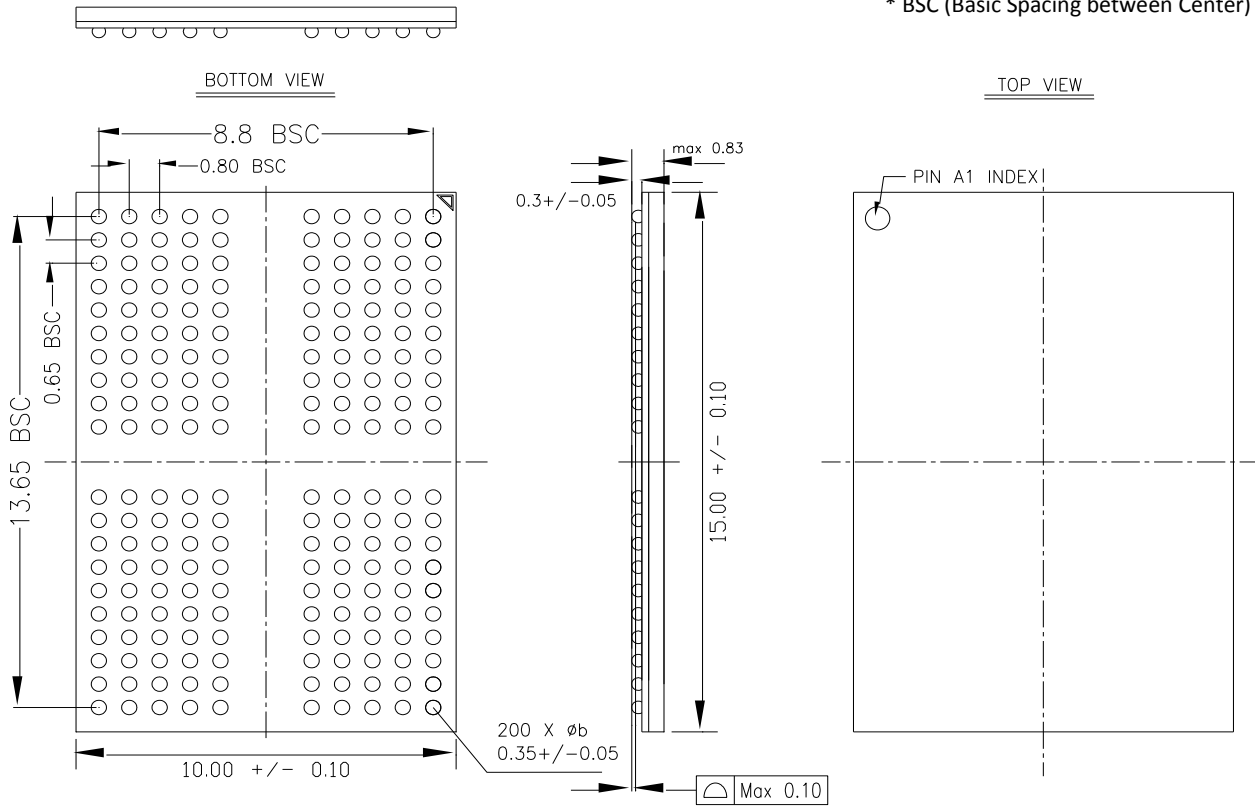 * BSC (Basic Spacing between Center)
BOTTOM VIEW
TOP VIEW
8.8 BSC
0.80 BSC
max 0.83
0.3+/-0.05
PIN A1 INDEX
0.65 BSC
13.65 BSC
15.00 +/- 0.10
200 X øb
0.35+/-0.05
10.00 +/- 0.10
Max 0.10